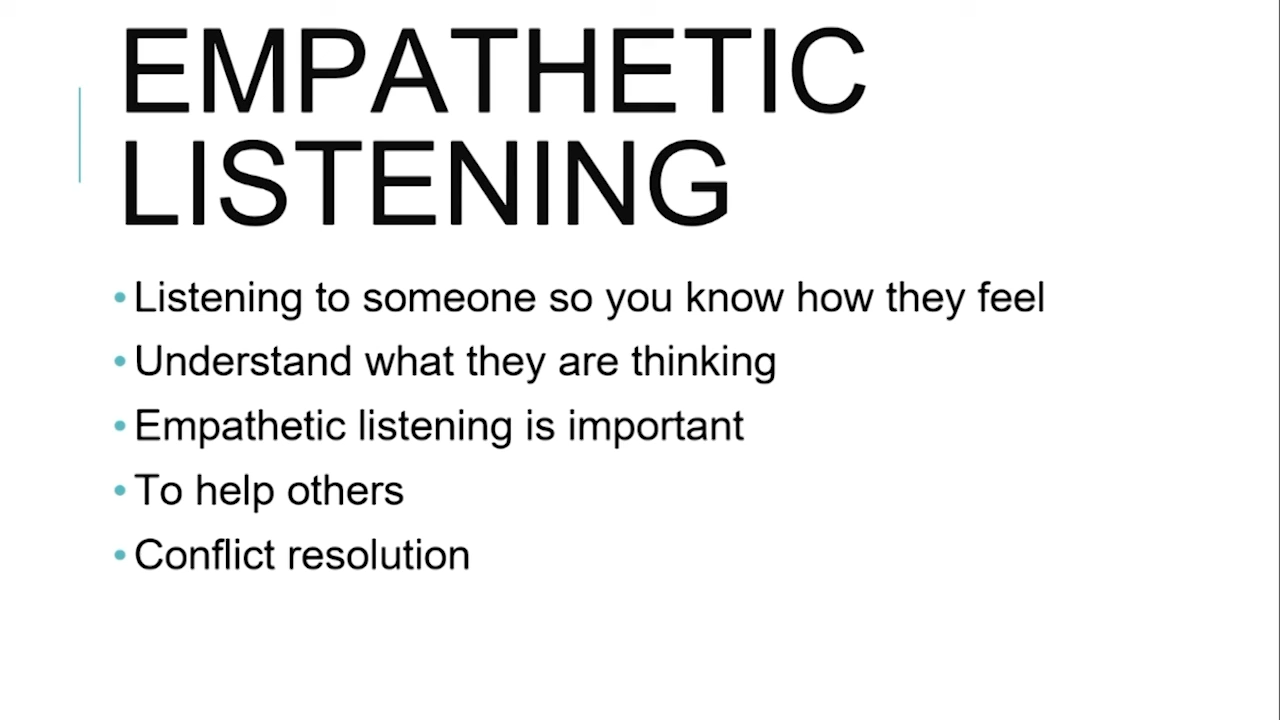 EMPATHETIC
LISTENING
• Listening to someone so you know how they feel
• Understand what they are thinking
• Empathetic listening is important
• To help others
• Conflict resolution